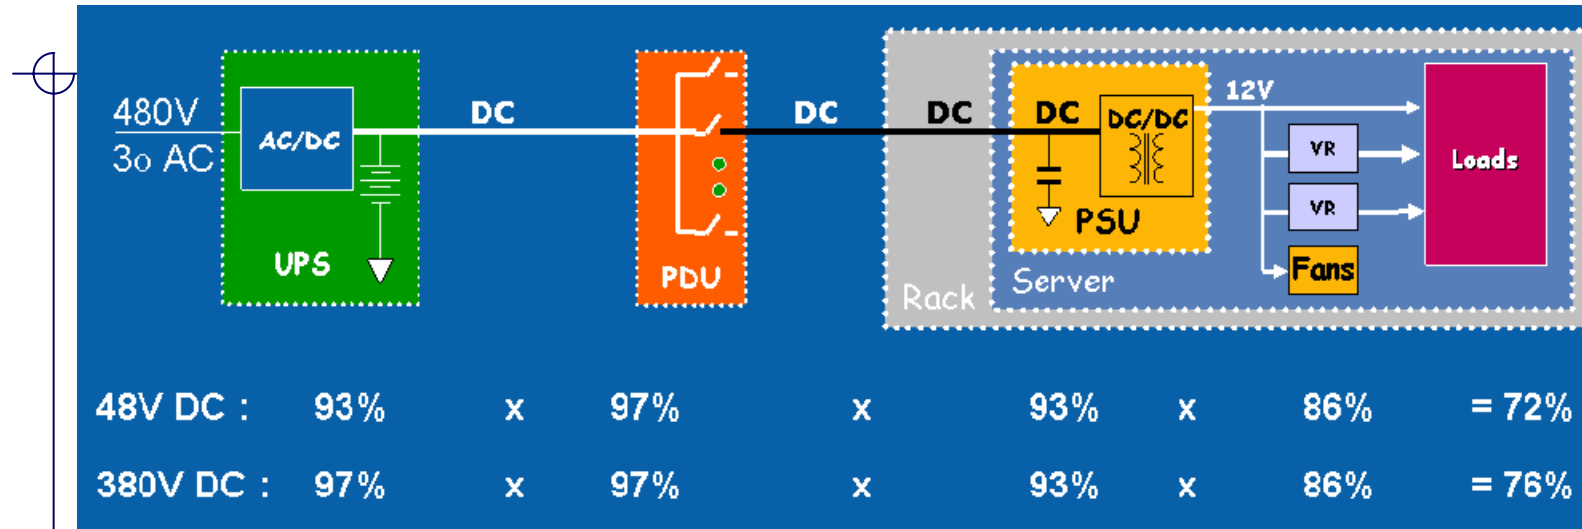 480V
3o AC
AC/DC
UPS
DC
PDU
DC
DC
DC
DC/DC
PSU
12V
VR
VR
Fans
Loads
Rack
Server
48V DC : 93% x 97% x 93% x 86% = 72%
380V DC : 97% x 97% x 93% x 86% = 76%